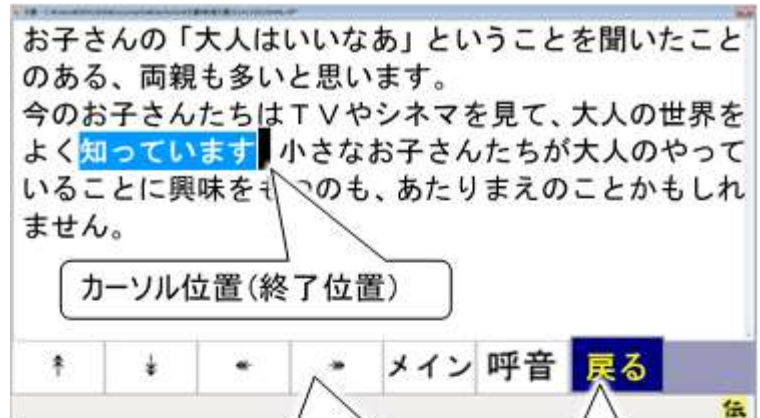 お子さんの「大人はいいなあ」ということを聞いたこと
のある、両親も多いと思います。
今のお子さんたちはＴＶやシネマを見て、大人の世界を
よく知っています 小さなお子さんたちが大人のやって
いることに興味をもつのも、あたりまえのことかもしれ
ません。
カーソル位置(終了位置)
メイン 呼音 戻る
伝